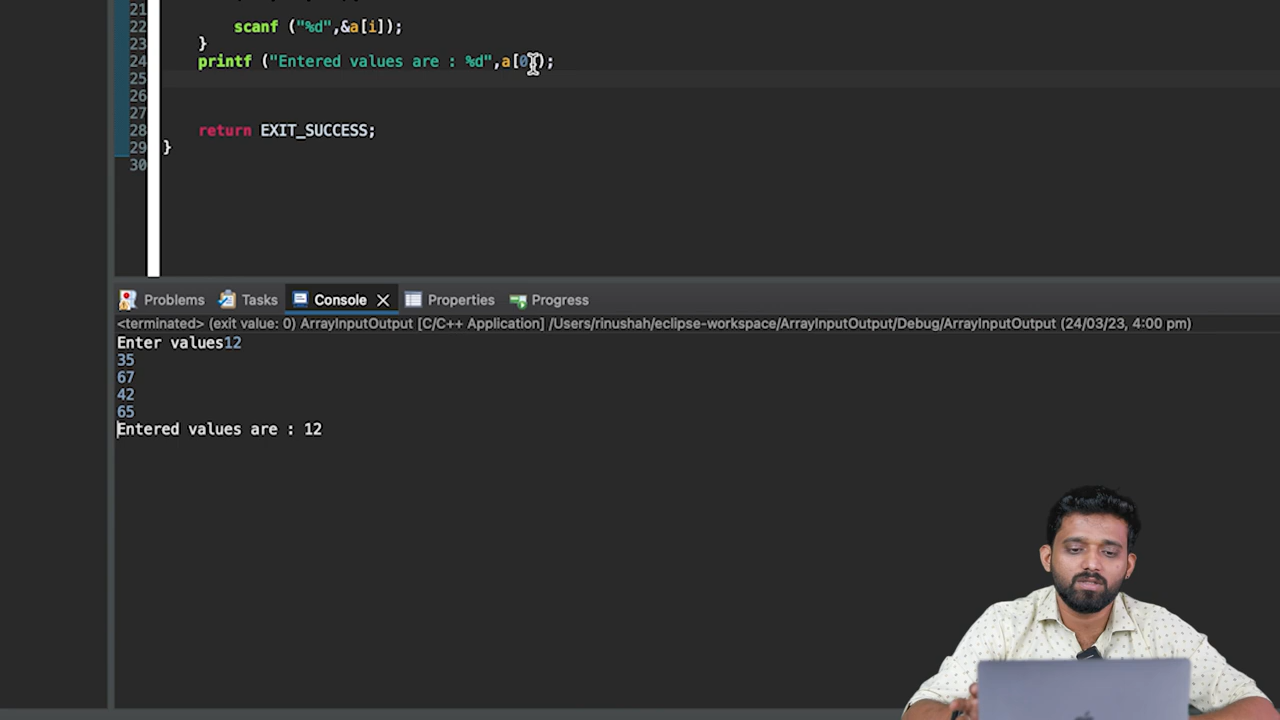 21
22 scanf ("%d",&a[i]);
23 }
24 printf ("Entered values are : %d",a[0]);
25
26
27
28 return EXIT_SUCCESS;
29 }
30
Problems Tasks Console Properties Progress
<terminated> (exit value: 0) ArrayInputOutput [C/C++ Application] /Users/rinushah/eclipse-workspace/ArrayInputOutput/Debug/ArrayInputOutput (24/03/23, 4:00 pm)
Enter values12
35
67
42
65
Entered values are : 12